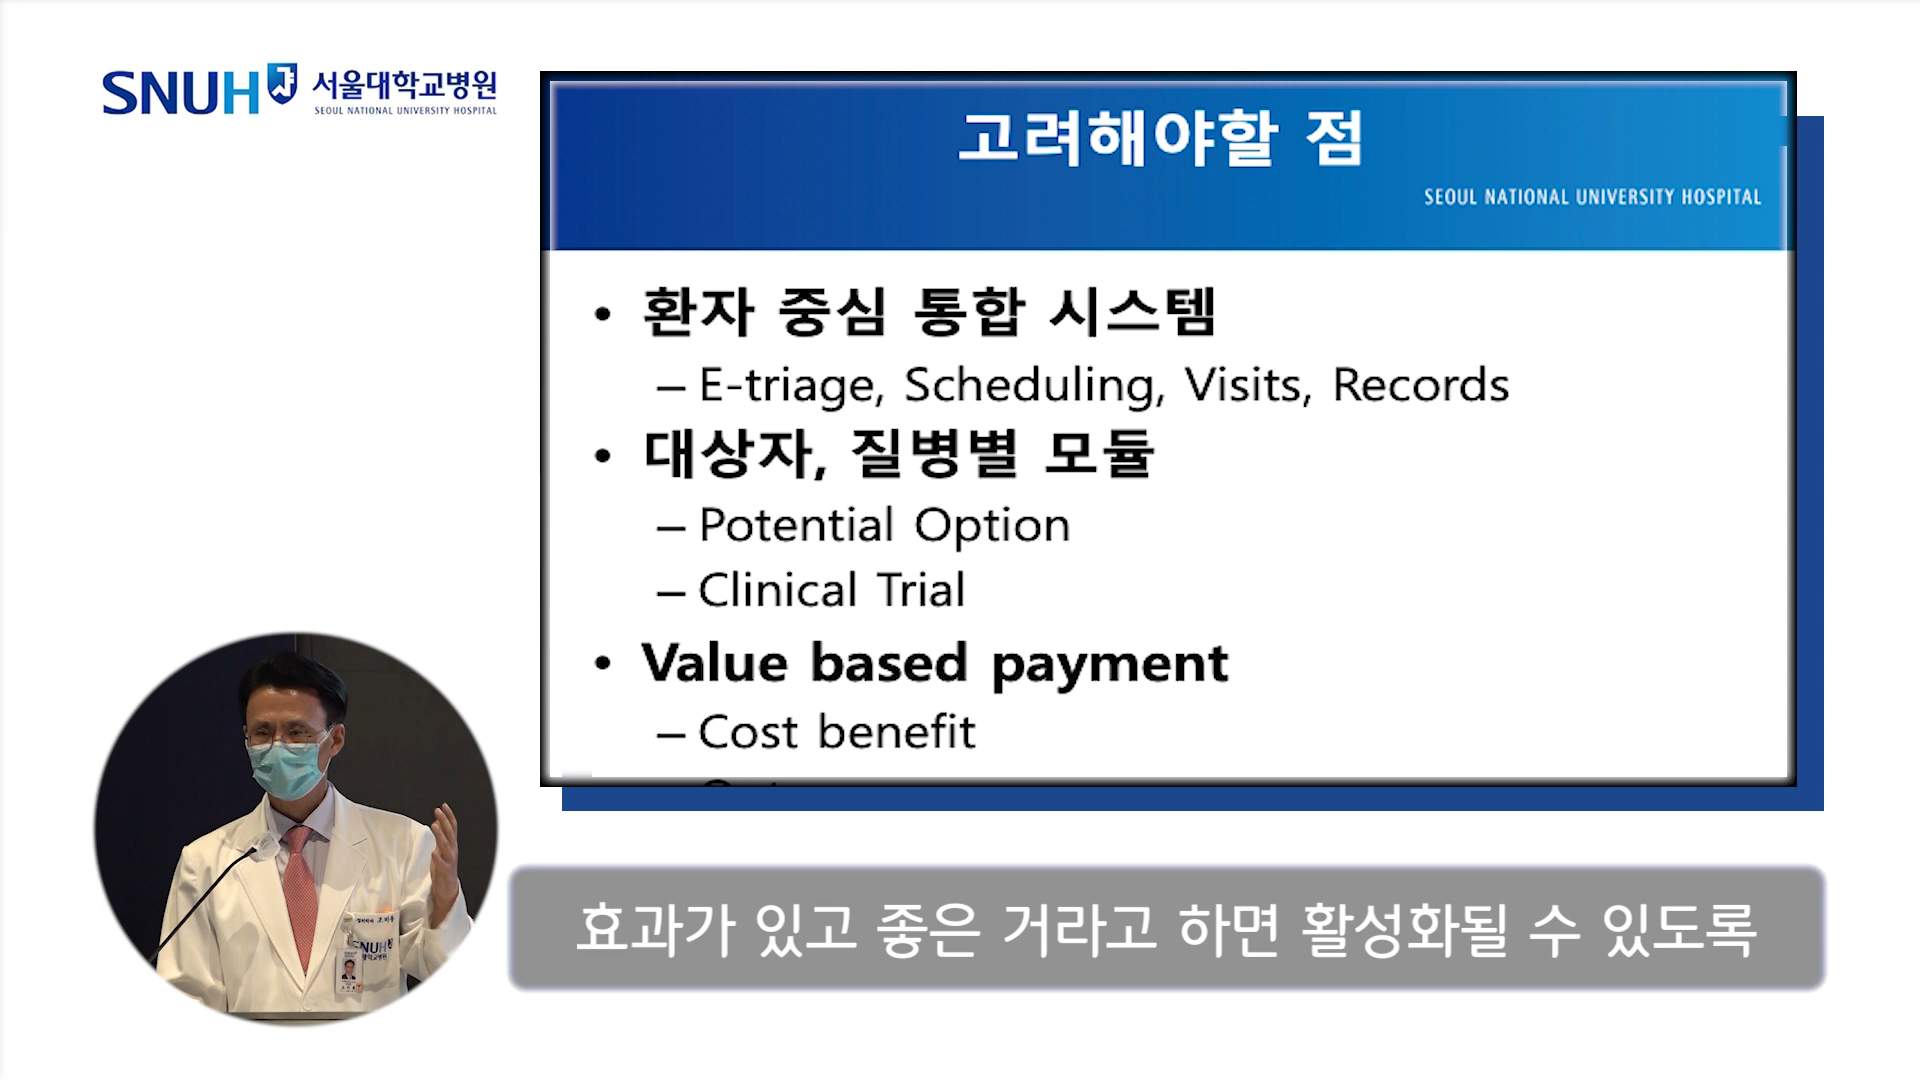 SNUH 서울대학교병원
SEOUL NATIONAL UNIVERSITY HOSPITAL
고려해야할 점
SEOUL NATIONAL UNIVERSITY HOSPITAL
• 환자 중심 통합 시스템
– E-triage, Scheduling, Visits, Records
• 대상자, 질병별 모듈
– Potential Option
– Clinical Trial
• Value based payment
– Cost benefit
효과가 있고 좋은 거라고 하면 활성화될 수 있도록
SNUH